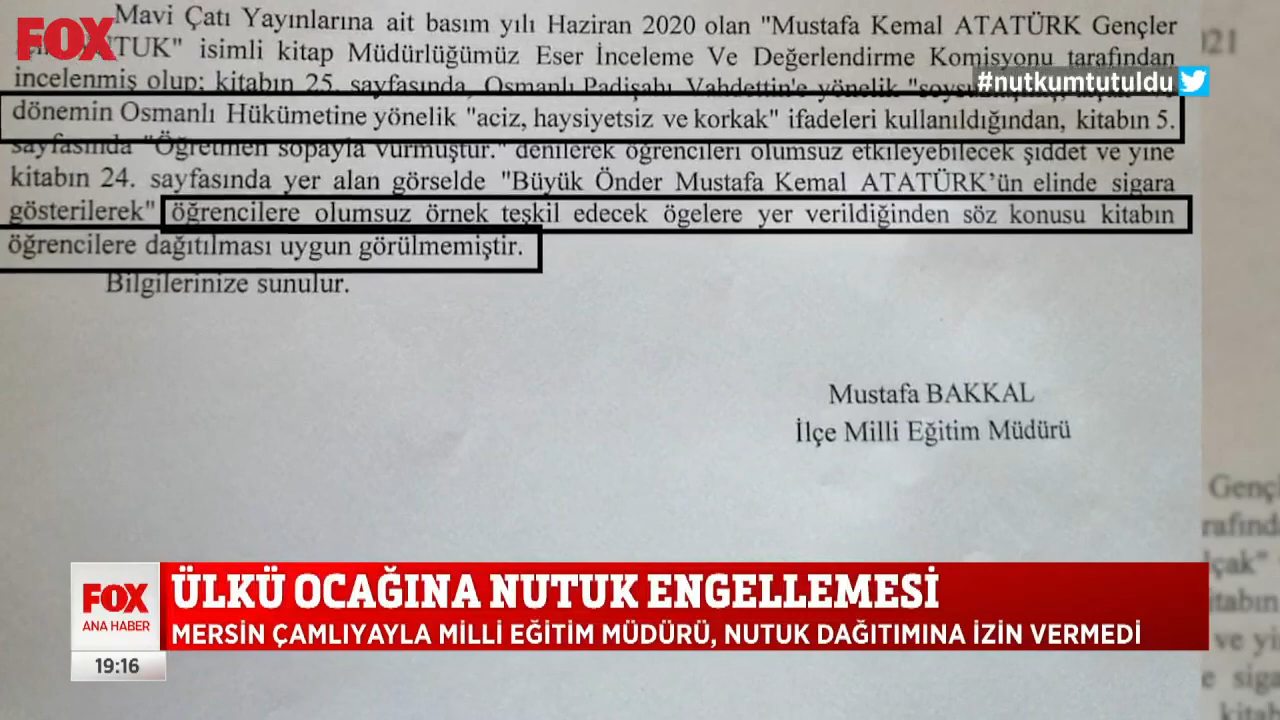 Mavi Çatı Yayınlarına ait basım yılı Haziran 2020 olan "Mustafa Kemal ATATÜRK Gençler
FOX NUTUK" isimli kitap Müdürlüğümüz Eser İnceleme Ve Değerlendirme Komisyonu tarafından
021
incelenmiş olup; kitabın 25. sayfasında, Osmanlı Padişahı Vahdettin'e yönelik
#nutkumtutuldu
dönemin Osmanlı Hükümetine yönelik "aciz, haysiyetsiz ve korkak" ifadeleri kullanıldığından, kitabın 5.
sayfasında "Öğretmen sopayla vurmuştur." denilerek öğrencileri olumsuz etkileyebilecek şiddet ve yine
kitabın 24. sayfasında yer alan görselde "Büyük Önder Mustafa Kemal ATATÜRK'ün elinde sigara
gösterilerek" öğrencilere olumsuz örnek teşkil edecek ögelere yer verildiğinden söz konusu kitabın
öğrencilere dağıtılması uygun görülmemiştir.
Bilgilerinize sunulur.
Mustafa BAKKAL
İlçe Milli Eğitim Müdürü
FOX
ANA HABER
19:16
ÜLKÜ OCAĞINA NUTUK ENGELLEMESİ
MERSİN ÇAMLIYAYLA MİLLİ EĞİTİM MÜDÜRÜ, NUTUK DAĞITIMINA İZİN VERMEDİ